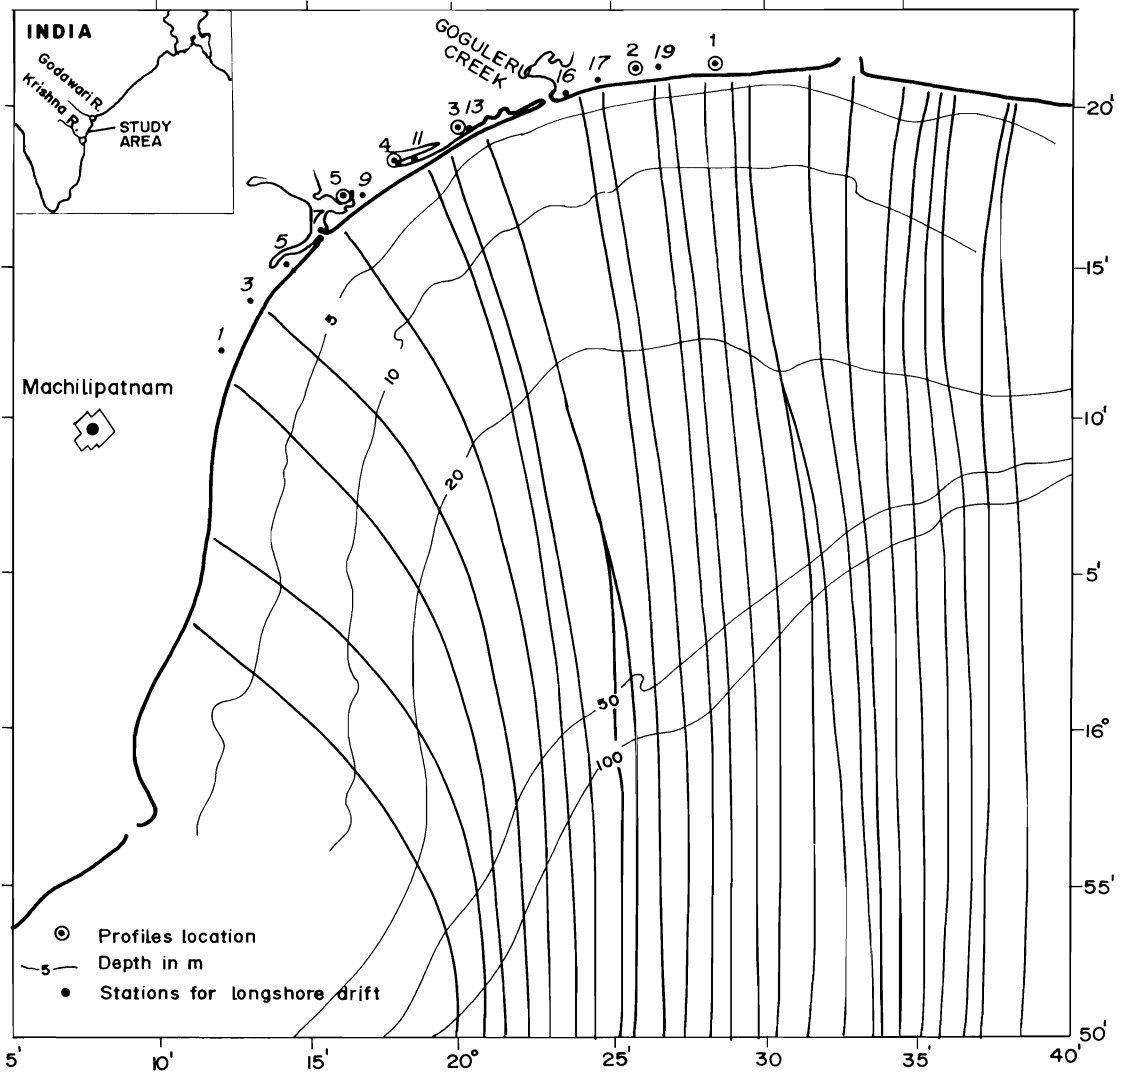 INDIA
Godawari R.
Krishna R.
STUDY
AREA
GOGULERU
CREEK
1
19
2
17
16
13
3
11
4
9
5
7
5
3
1
Machilipatnam
5
10
20
50
100
20'
15'
10'
5'
16°
55'
50'
Profiles location
5 Depth in m
Stations for longshore drift
5' 10' 15' 20° 25' 30 35' 40'